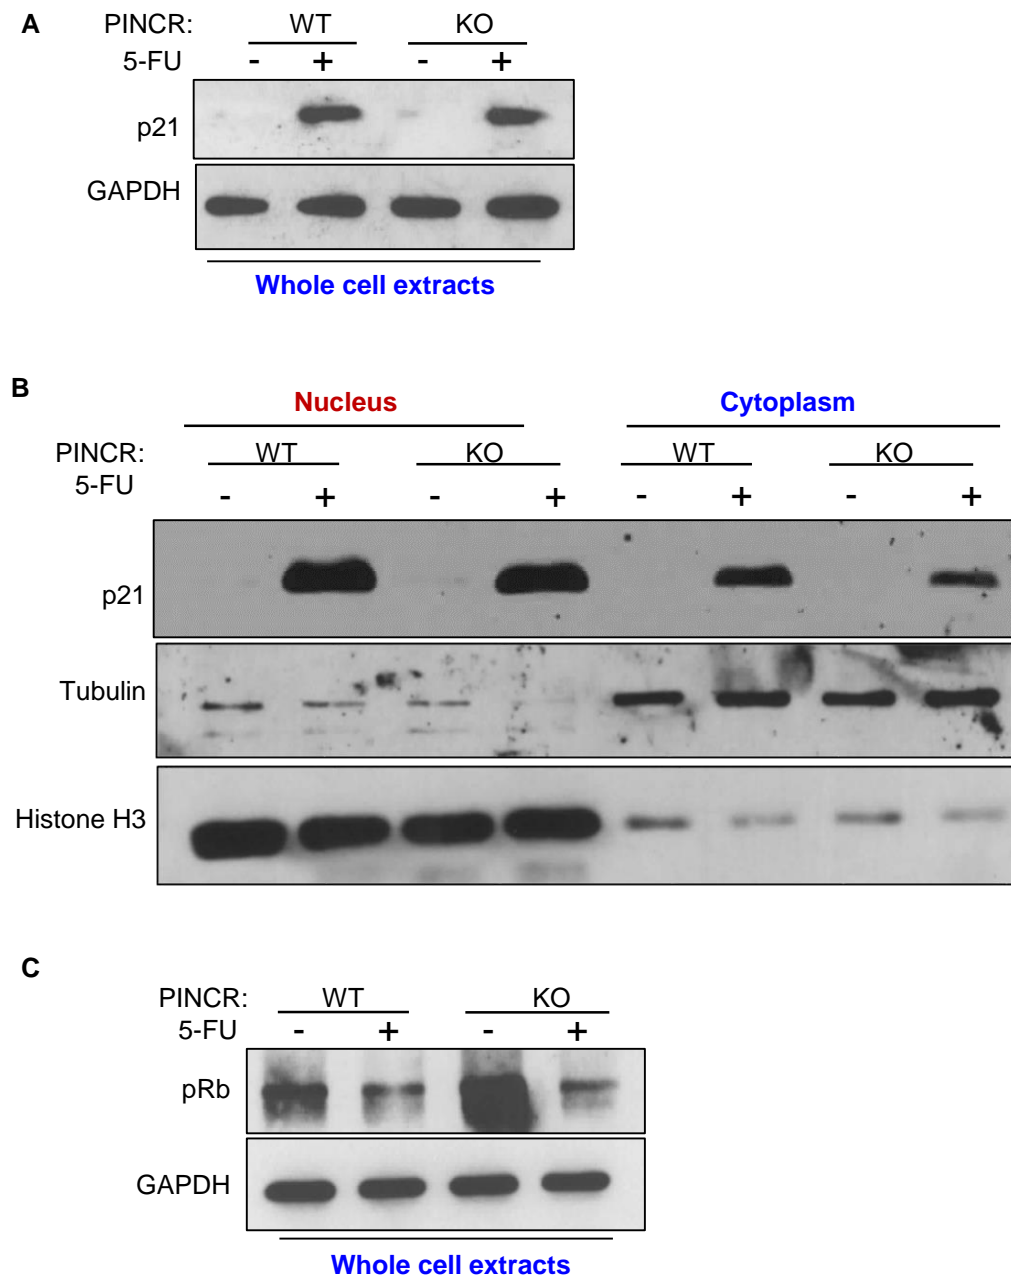 A
PINCR: WT KO
5-FU - + - +
p21
GAPDH
Whole cell extracts
B
Nucleus Cytoplasm
PINCR: WT KO WT KO
5-FU - + - + - + - +
p21
Tubulin
Histone H3
C
PINCR: WT KO
5-FU - + - +
pRb
GAPDH
Whole cell extracts